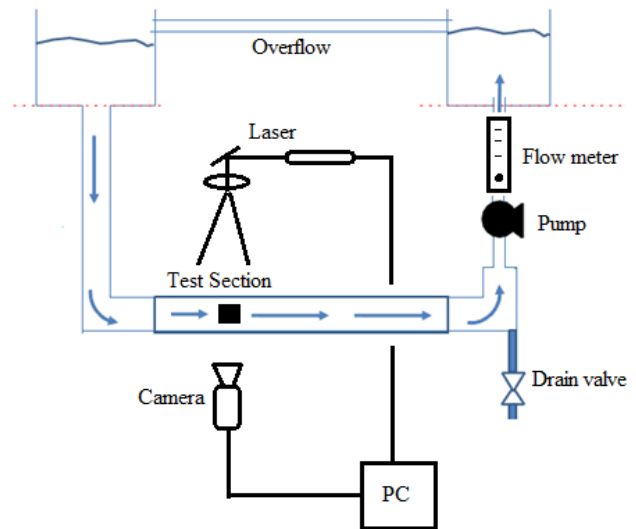 Overflow
Laser
Flow meter
Pump
Test Section
Drain valve
Camera
PC